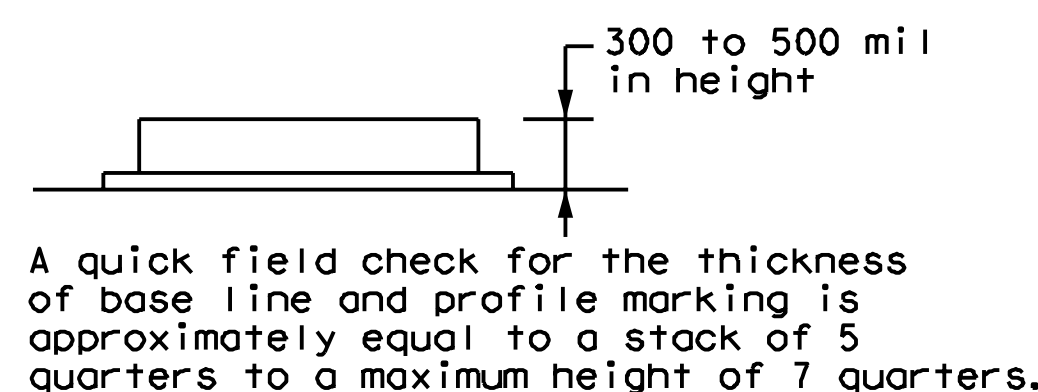 300 to 500 mil
in height
A quick field check for the thickness
of base line and profile marking is
approximately equal to a stack of 5
quarters to a maximum height of 7 quarters.